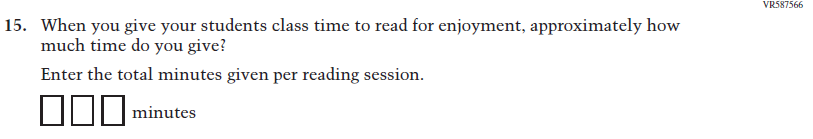 VR587566
15. When you give your students class time to read for enjoyment, approximately how
much time do you give?
Enter the total minutes given per reading session.
minutes